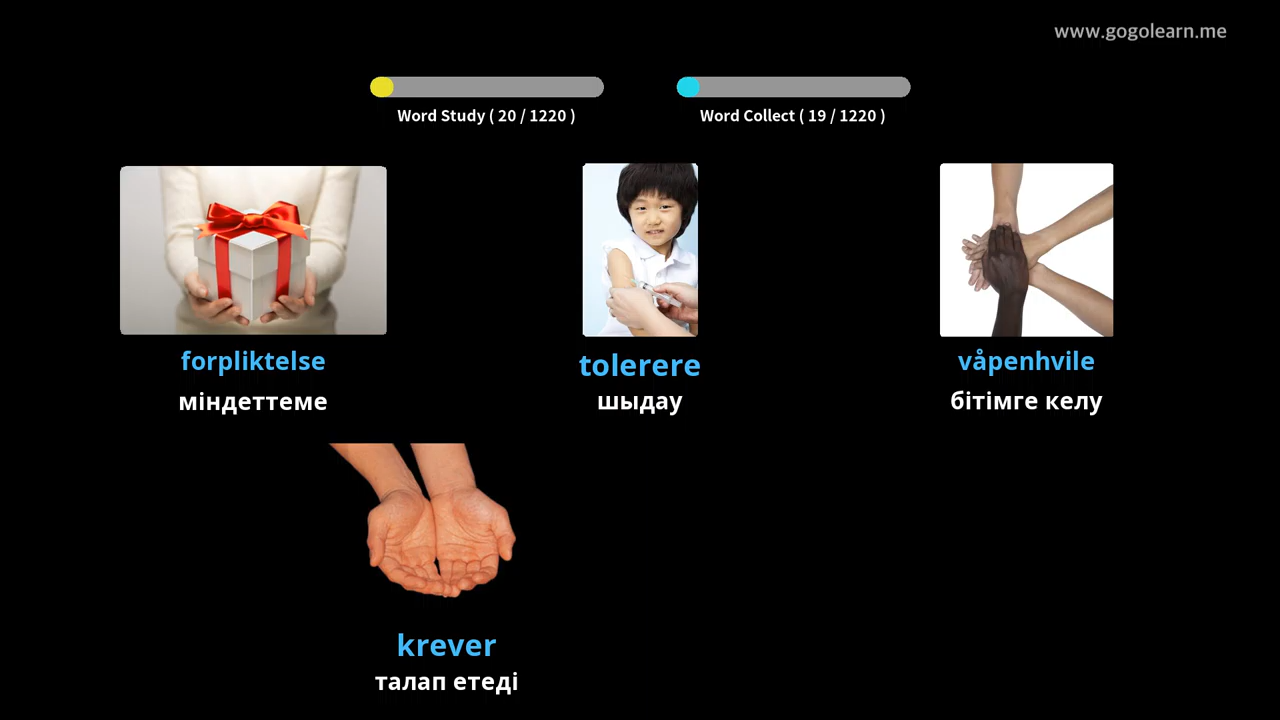 www.gogolearn.me
Word Study ( 20 / 1220 )
Word Collect ( 19 / 1220 )
forpliktelse
міндеттеме
tolerere
шыдау
våpenhvile
бітімге келу
krever
талап етеді